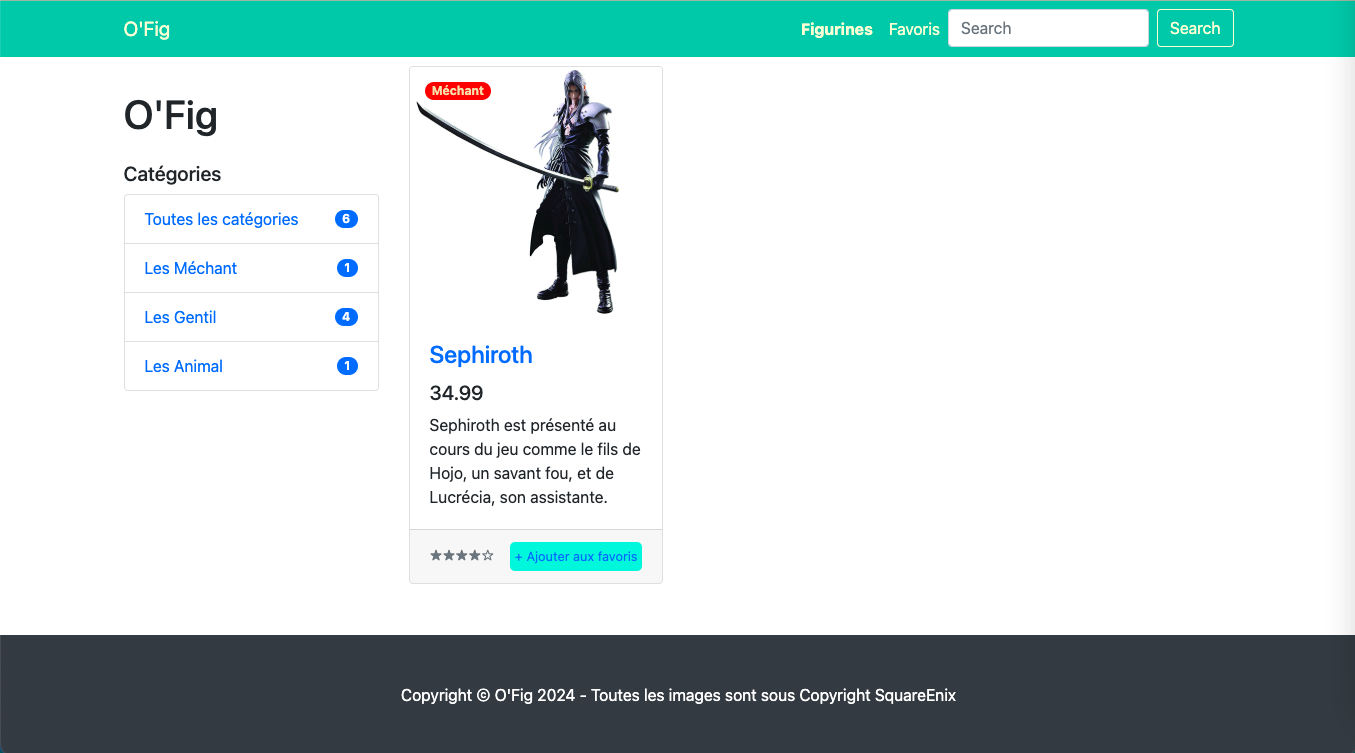 O'Fig
Figurines
Favoris
Search
Search
O'Fig
Catégories
Toutes les catégories 6
Les Méchant 1
Les Gentil 4
Les Animal 1
Méchant
Sephiroth
34.99
Sephiroth est présenté au
cours du jeu comme le fils de
Hojo, un savant fou, et de
Lucrécia, son assistante.
★★★★☆ + Ajouter aux favoris
Copyright © O'Fig 2024 - Toutes les images sont sous Copyright SquareEnix